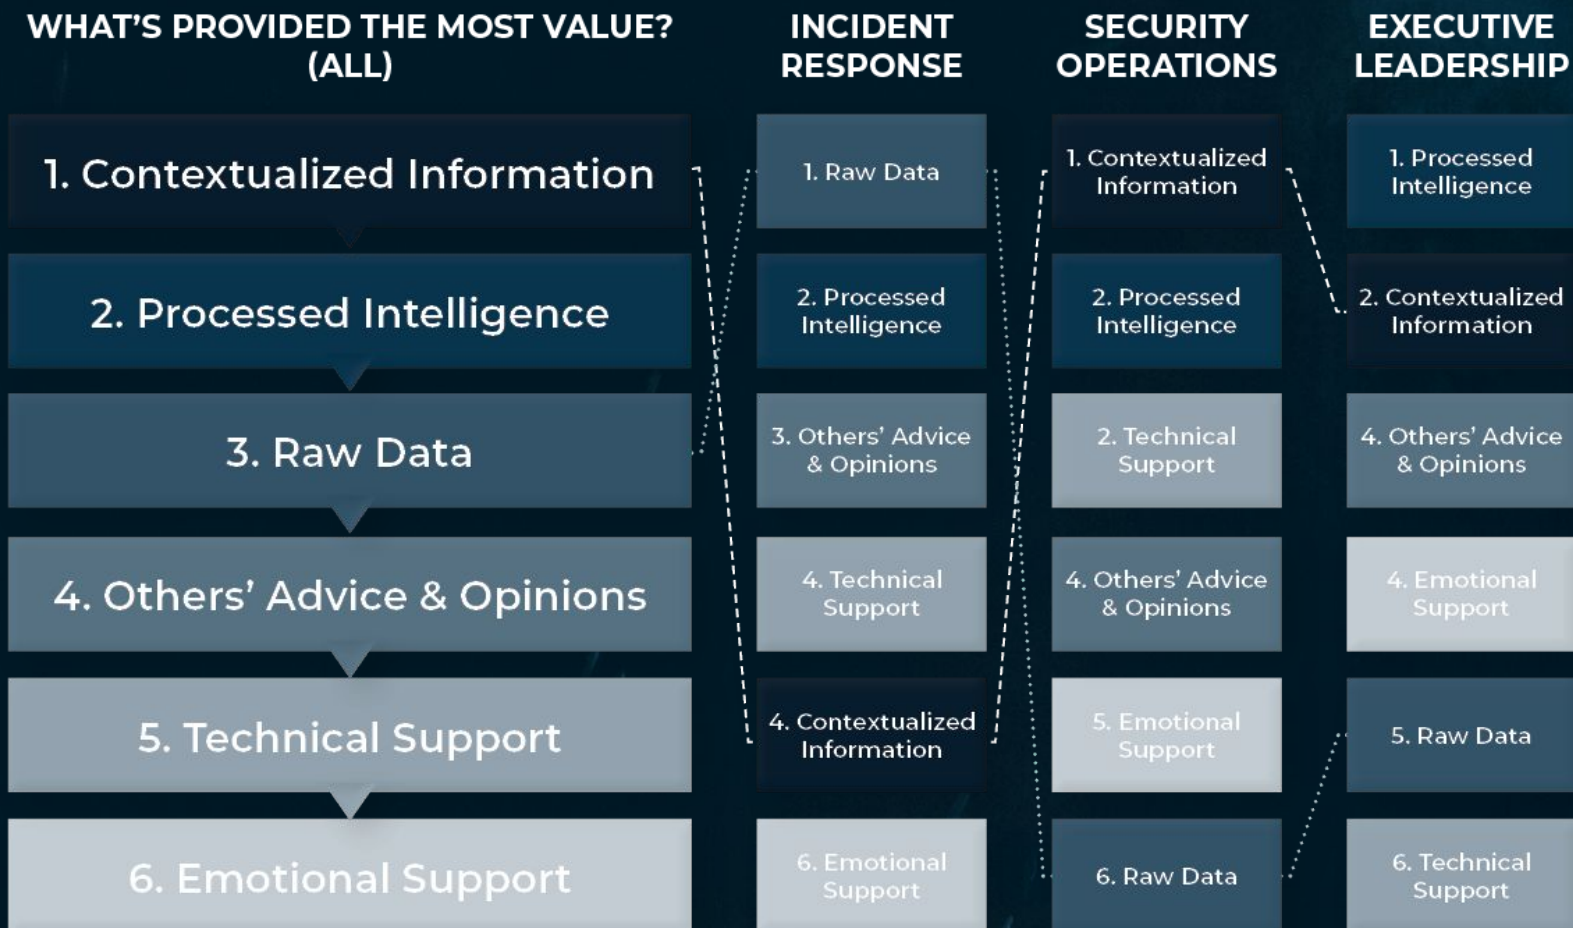 WHAT'S PROVIDED THE MOST VALUE?
(ALL)
1. Contextualized Information
2. Processed Intelligence
3. Raw Data
4. Others' Advice & Opinions
5. Technical Support
6. Emotional Support
INCIDENT
RESPONSE
1. Raw Data
2. Processed
Intelligence
3. Others' Advice
& Opinions
4. Technical
Support
4. Contextualized
Information
6. Emotional
Support
SECURITY
OPERATIONS
1. Contextualized
Information
2. Processed
Intelligence
2. Technical
Support
4. Others' Advice
& Opinions
5. Emotional
Support
6. Raw Data
EXECUTIVE
LEADERSHIP
1. Processed
Intelligence
2. Contextualized
Information
4. Others' Advice
& Opinions
4. Emotional
Support
5. Raw Data
6. Technical
Support